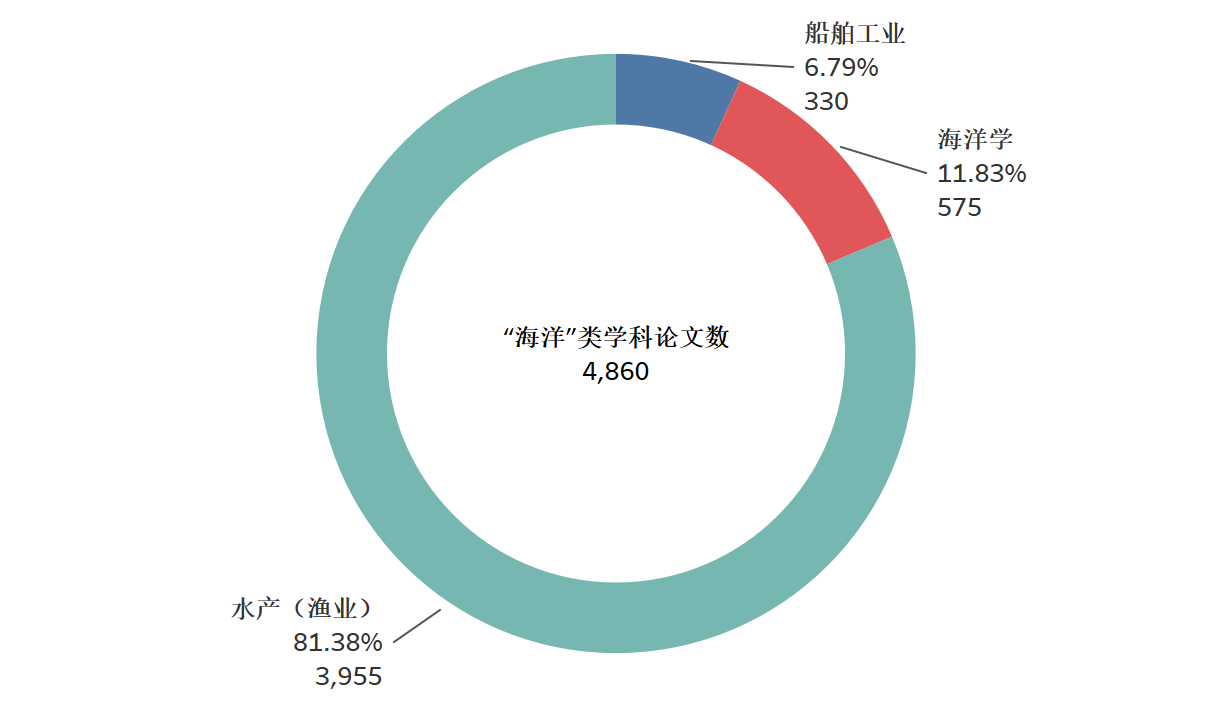 船舶工业
6.79%
330
海洋学
11.83%
575
“海洋”类学科论文数
4,860
水产（渔业）
81.38%
3,955